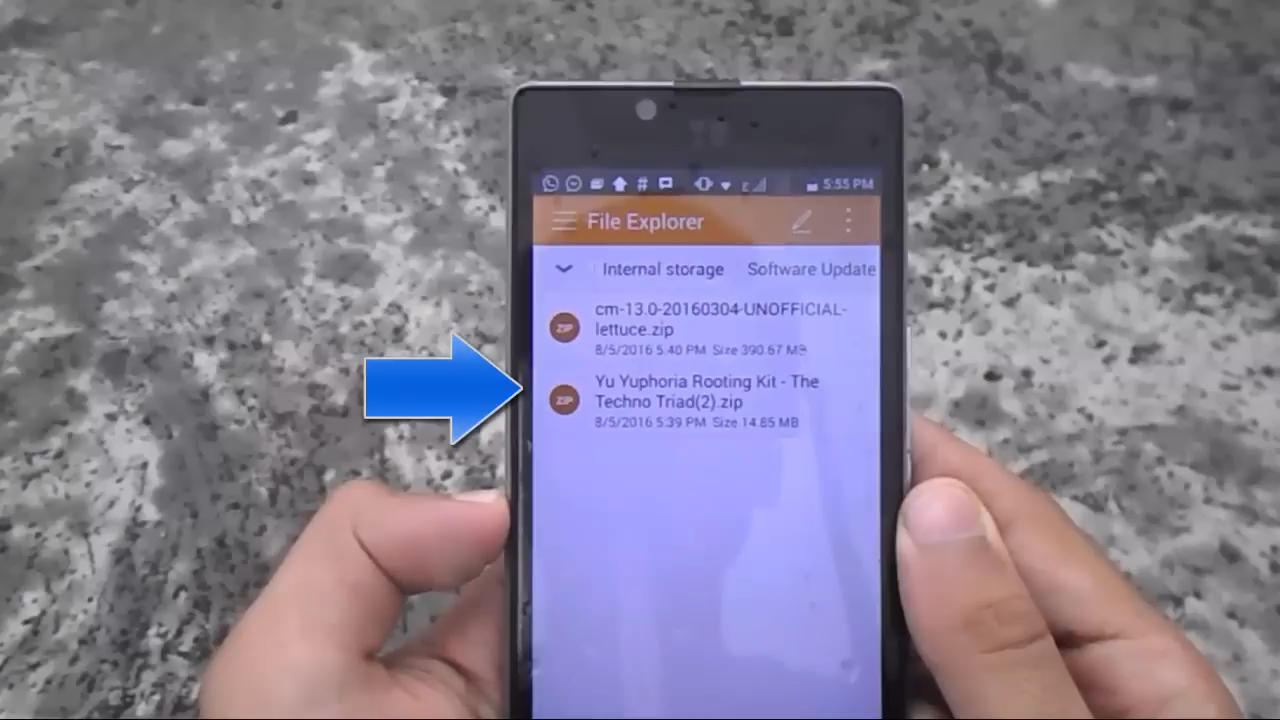 5:55 PM
File Explorer
Internal storage Software Update
ZIP
cm-13.0-20160304-UNOFFICIAL-
lettuce.zip
8/5/2016 5:40 PM Size 390.67 MB
ZIP
Yu Yuphoria Rooting Kit - The
Techno Triad(2).zip
8/5/2016 5:39 PM Size 14.85 MB